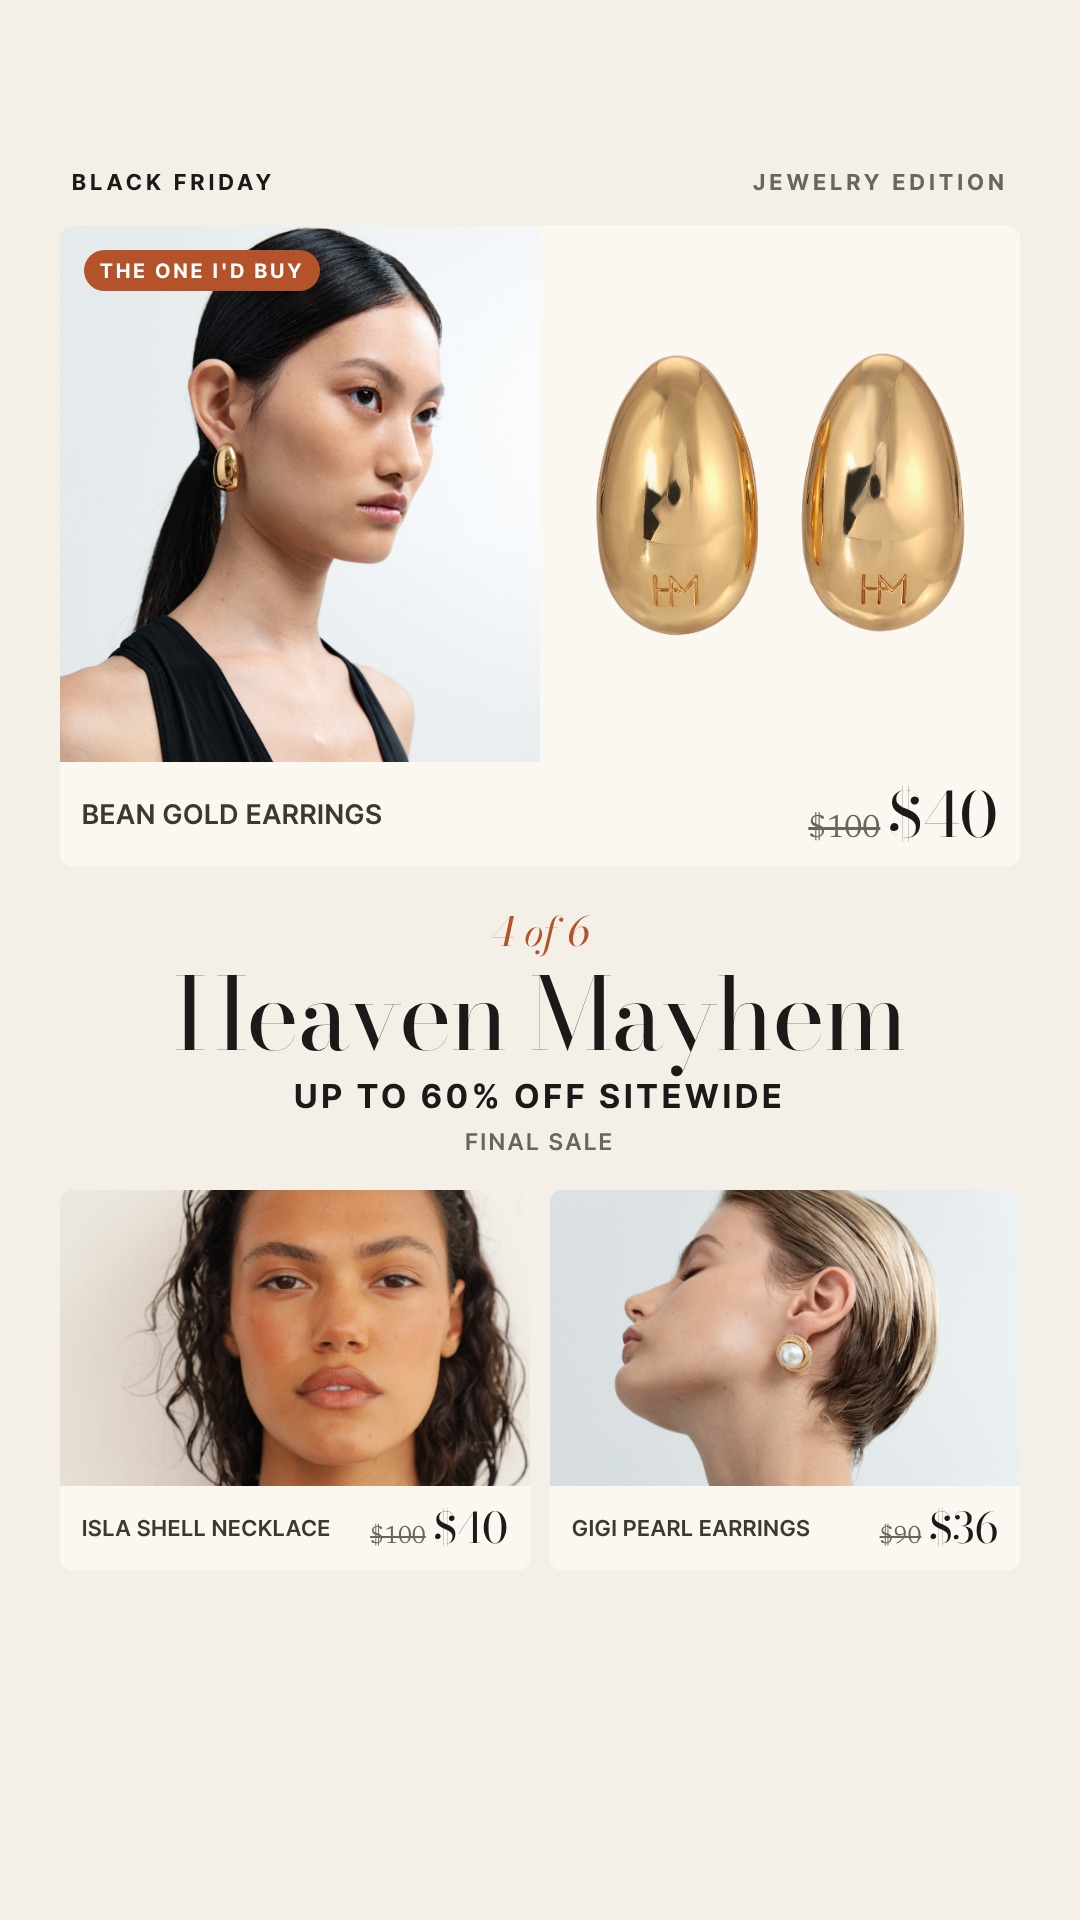 BLACK FRIDAY
JEWELRY EDITION
THE ONE I'D BUY
HM
HM
BEAN GOLD EARRINGS
$100 $40
4 of 6
Heaven Mayhem
UP TO 60% OFF SITEWIDE
FINAL SALE
ISLA SHELL NECKLACE
$100 $40
GIGI PEARL EARRINGS
$90 $36